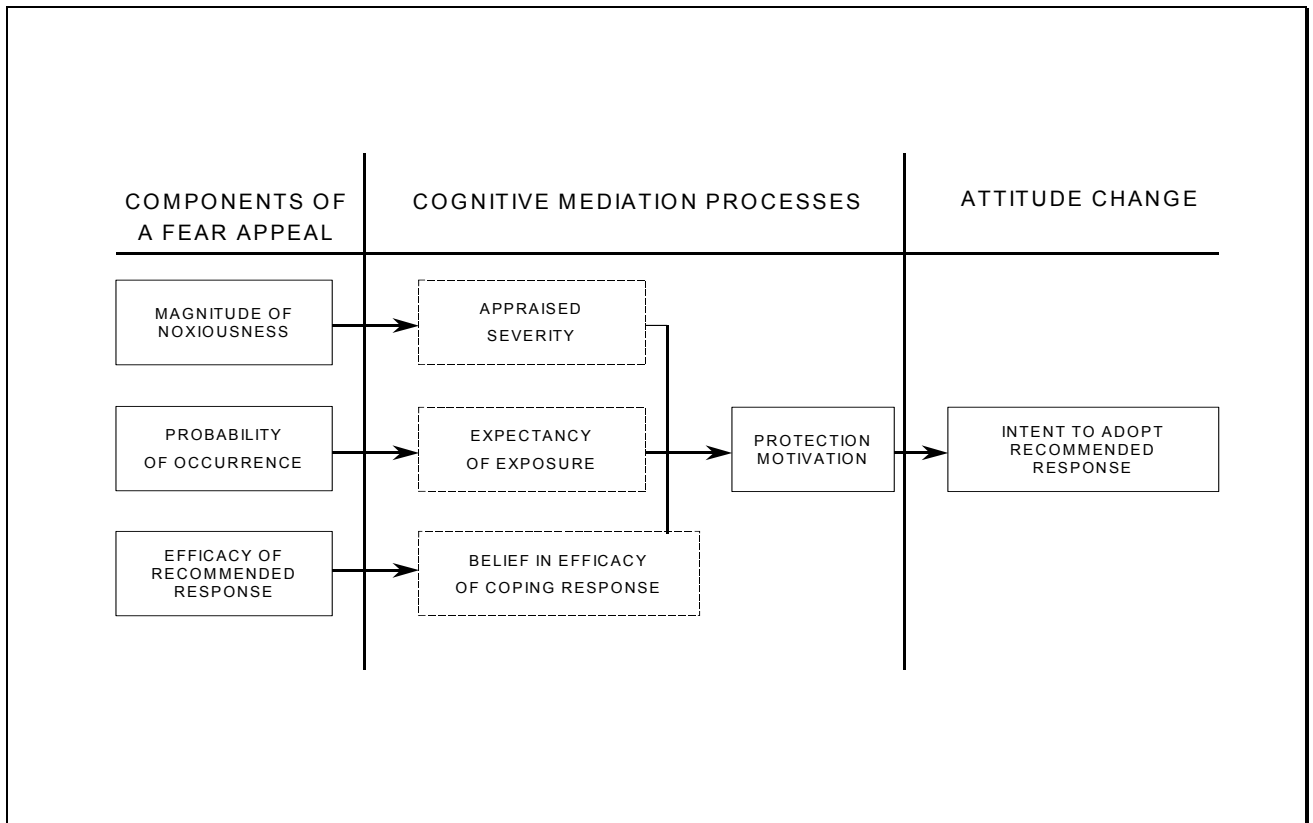 COMPONENTS OF
A FEAR APPEAL
COGNITIVE MEDIATION PROCESSES
ATTITUDE CHANGE
MAGNITUDE OF
NOXIOUSNESS
APPRAISED
SEVERITY
PROBABILITY
OF OCCURRENCE
EXPECTANCY
OF EXPOSURE
PROTECTION
MOTIVATION
INTENT TO ADOPT
RECOMMENDED
RESPONSE
EFFICACY OF
RECOMMENDED
RESPONSE
BELIEF IN EFFICACY
OF COPING RESPONSE